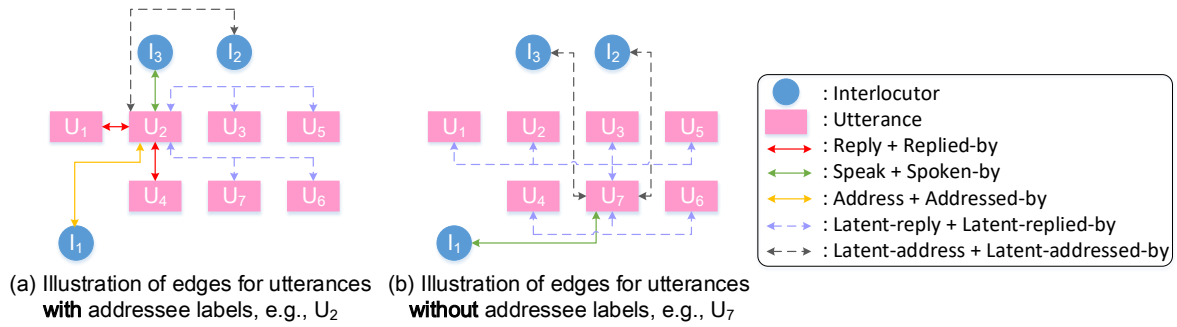 I3
I2
U1
U2
U3
U5
U4
U7
U6
I1
(a) Illustration of edges for utterances
with addressee labels, e.g., U2
I3
I2
U1
U2
U3
U5
U4
U7
U6
I1
(b) Illustration of edges for utterances
without addressee labels, e.g., U7
: Interlocutor
: Utterance
: Reply + Replied-by
: Speak + Spoken-by
: Address + Addressed-by
: Latent-reply + Latent-replied-by
: Latent-address + Latent-addressed-by